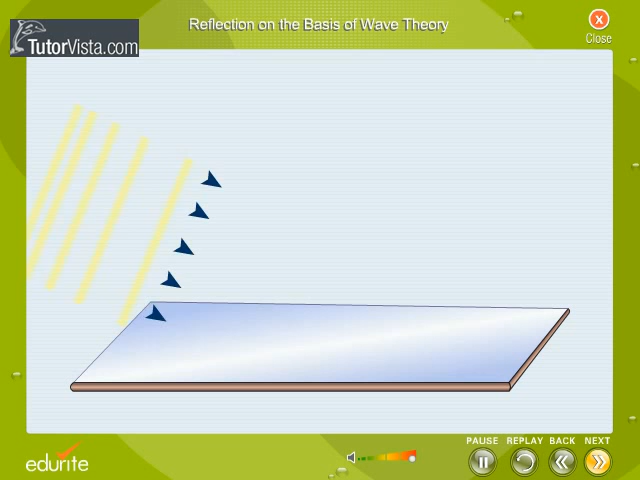 Reflection on the Basis of Wave Theory
TutorVista.com
x
Close
PAUSE REPLAY BACK NEXT
edurite